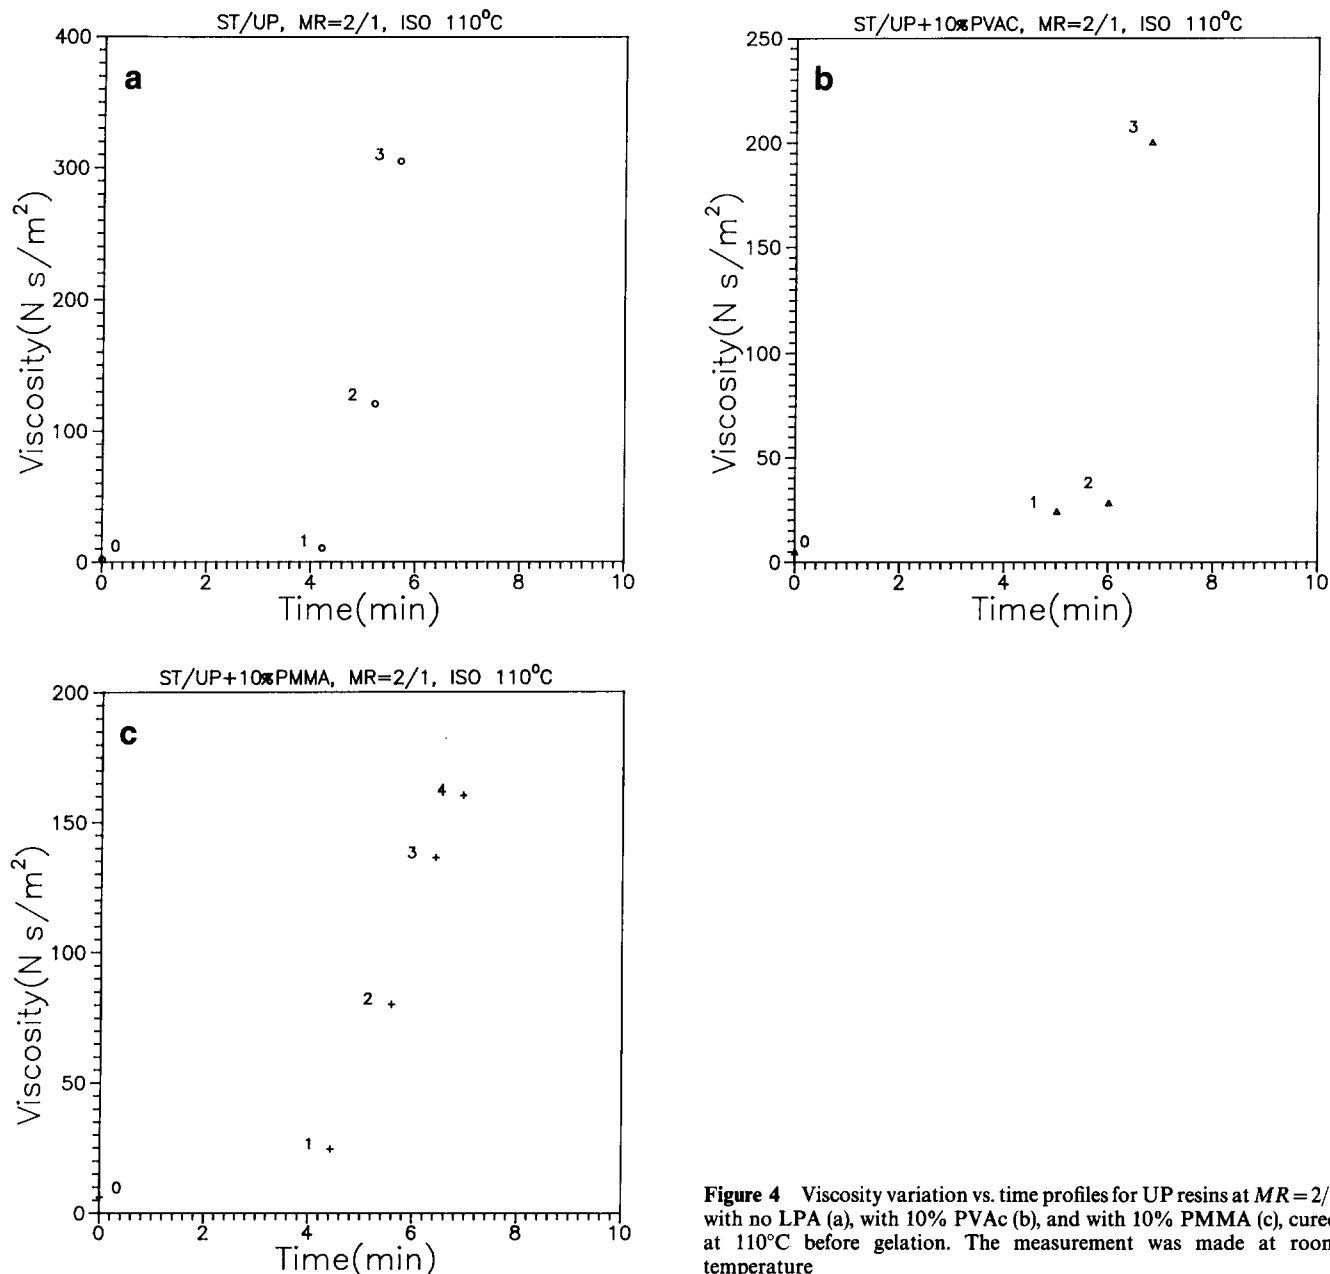 ST/UP, MR=2/1, ISO 110°C
a
400
300
200
100
0
Viscosity(N s/m²)
3
2
1
0
0 2 4 6 8 10
Time(min)
ST/UP+10%PVAC, MR=2/1, ISO 110°C
b
250
200
150
100
50
0
Viscosity(N s/m²)
3
2
1
0
0 2 4 6 8 10
Time(min)
ST/UP+10%PMMA, MR=2/1, ISO 110°C
c
200
150
100
50
0
Viscosity(N s/m²)
4
3
2
1
0
0 2 4 6 8 10
Time(min)
Figure 4 Viscosity variation vs. time profiles for UP resins at MR=2/
with no LPA (a), with 10% PVAc (b), and with 10% PMMA (c), cured
at 110°C before gelation. The measurement was made at room
temperature